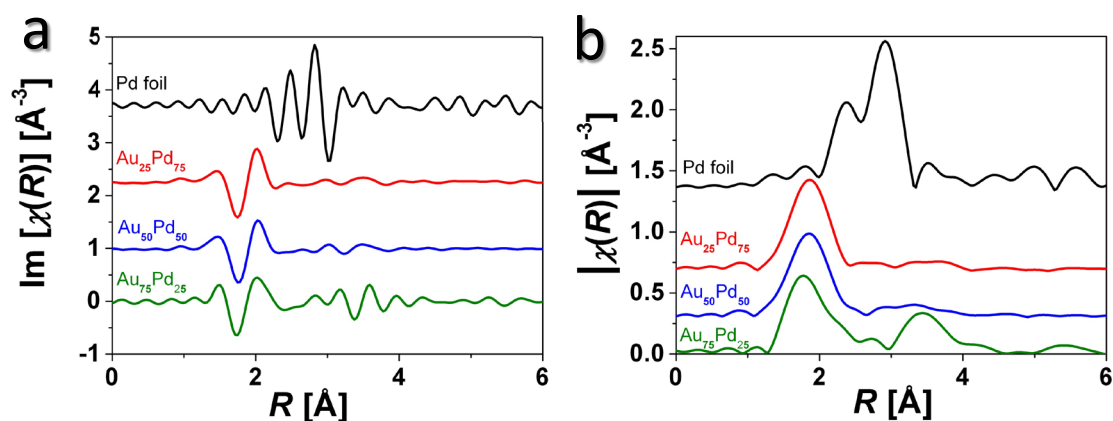 a
Im [χ(R)] [Å⁻³]
5
4
3
2
1
0
-1
Pd foil
Au₂₅Pd₇₅
Au₅₀Pd₅₀
Au₇₅Pd₂₅
0
2
4
6
R [Å]
b
|χ(R)| [Å⁻³]
2.5
2.0
1.5
1.0
0.5
0.0
Pd foil
Au₂₅Pd₇₅
Au₅₀Pd₅₀
Au₇₅Pd₂₅
0
2
4
6
R [Å]